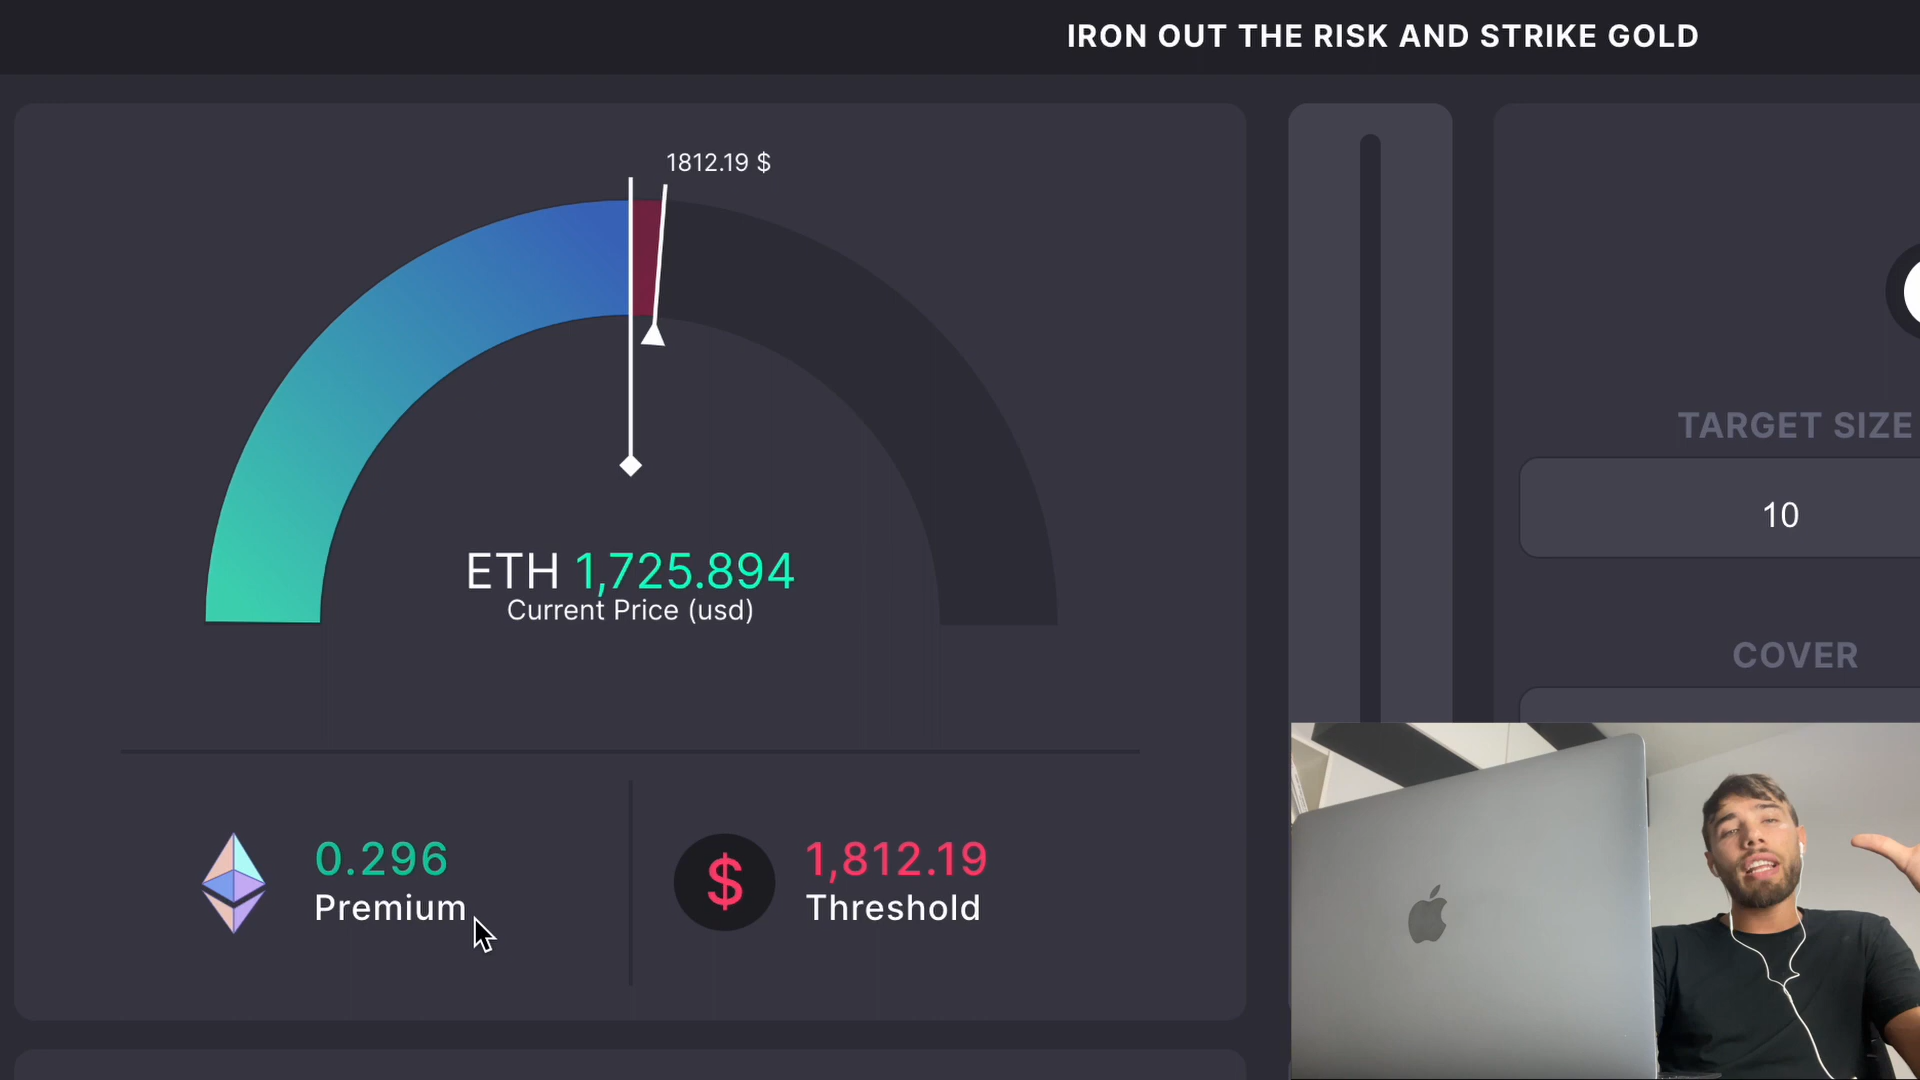 IRON OUT THE RISK AND STRIKE GOLD
1812.19 $
ETH 1,725.894
Current Price (usd)
0.296
Premium
$
1,812.19
Threshold
TARGET SIZE
10
COVER